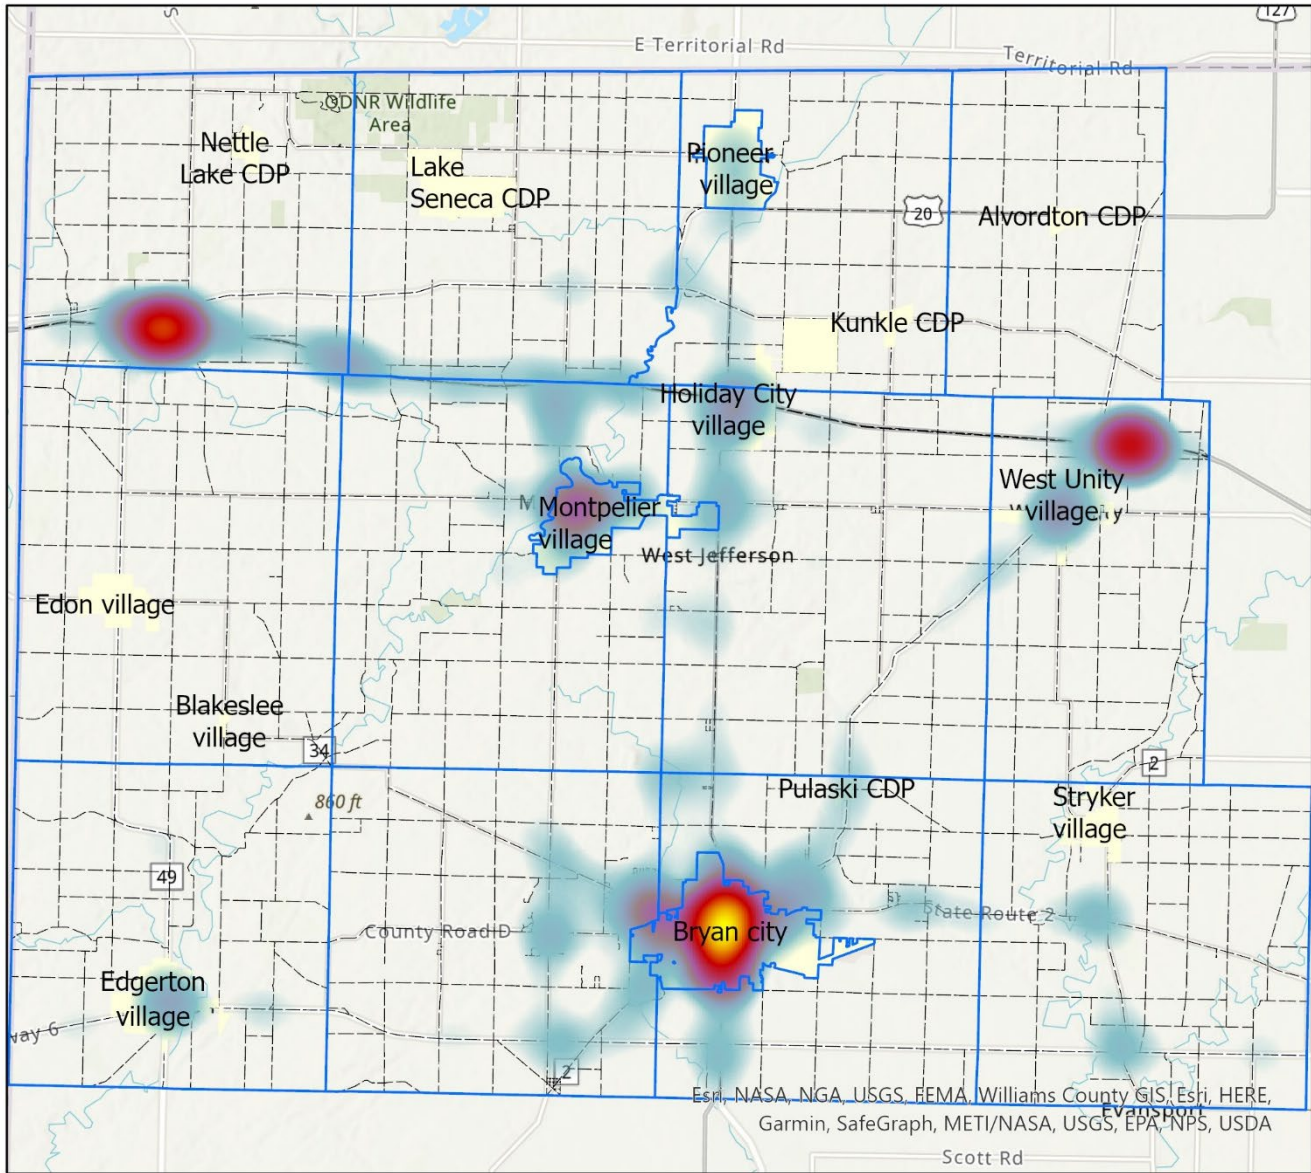 127
E Territorial Rd
Territorial Rd
ODNR Wildlife
Area
Nettle
Lake CDP
Lake
Seneca CDP
Pioneer
village
20
Alvordton CDP
Kunkle CDP
Holiday City
village
West Unity
village
Montpelier
village
West Jefferson
Edon village
Blakeslee
village
34
2
860 ft
Pulaski CDP
Stryker
village
49
State Route 2
County Road D
Bryan city
Edgerton
village
way 6
2
Esri, NASA, NGA, USGS, FEMA, Williams County GIS, Esri, HERE,
Evansport
Garmin, SafeGraph, METI/NASA, USGS, EPA, NPS, USDA
Scott Rd